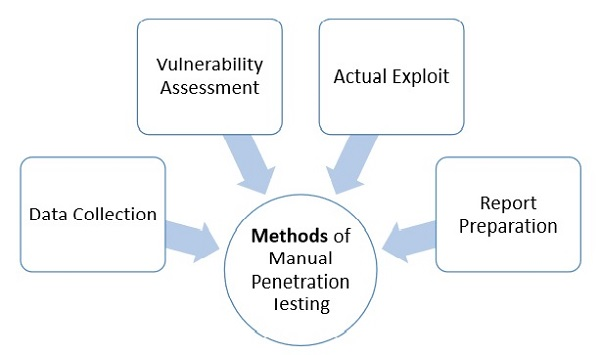 Vulnerability
Assessment
Actual Exploit
Data Collection
Report
Preparation
Methods of
Manual
Penetration
Testing